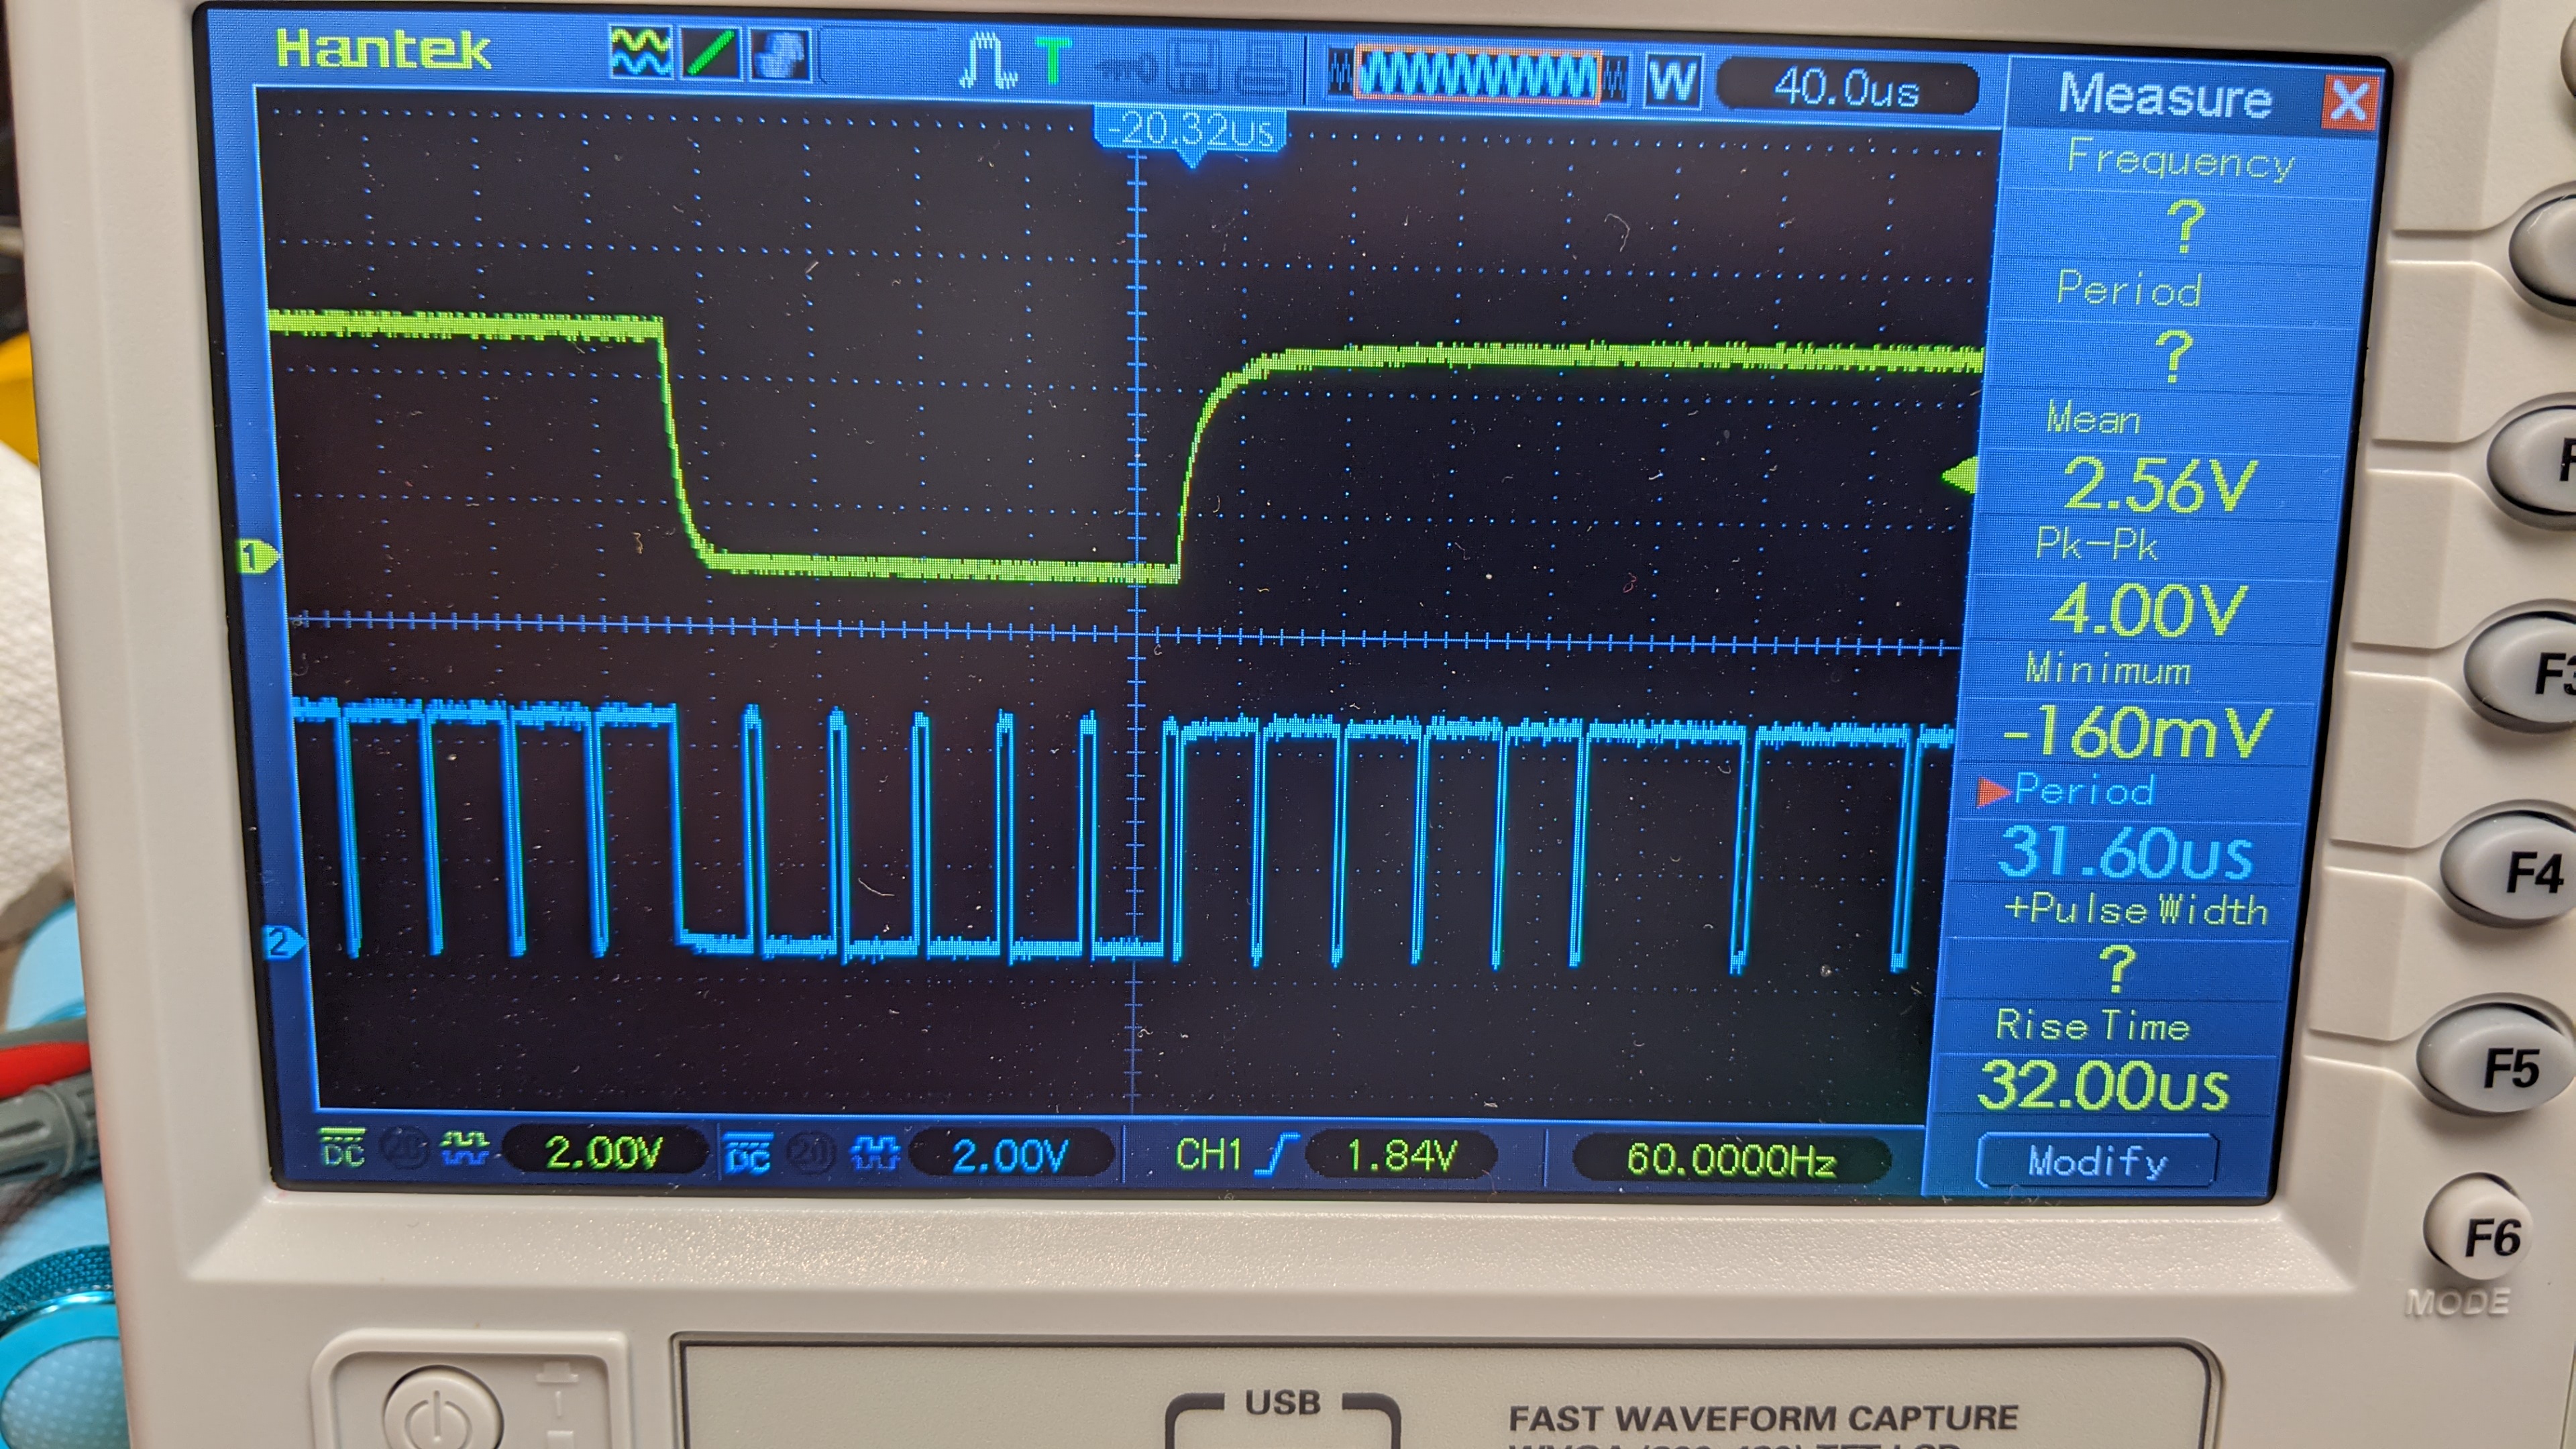 Hantek
T
W
40.0us
-20.32us
Measure
X
Frequency
?
Period
?
Mean
2.56V
Pk-Pk
4.00V
Minimum
-160mV
Period
31.60us
+Pulse Width
?
Rise Time
32.00us
Modify
1
2
DC
20
2.00V
DC
20
2.00V
CH1
1.84V
60.0000Hz
F3
F4
F5
F6
MODE
USB
FAST WAVEFORM CAPTURE